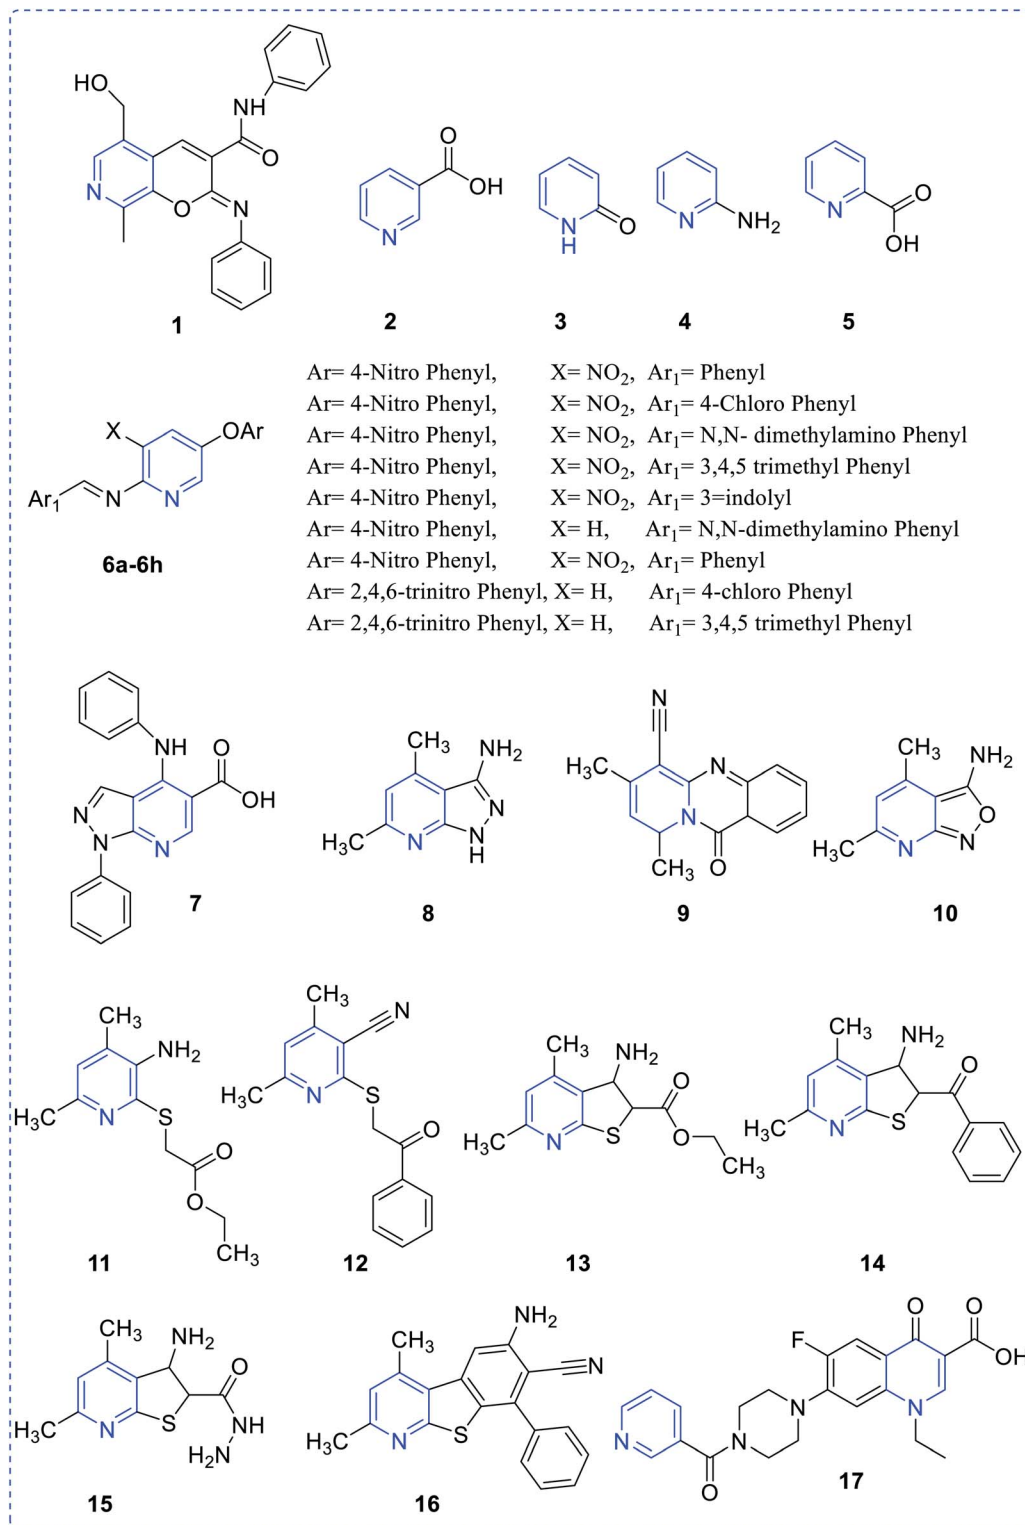 HO
NH
O
N
O
N
1
O
OH
N
2
N
H
O
3
N
NH2
4
N
O
OH
5
Ar= 4-Nitro Phenyl, X= NO2, Ar1= Phenyl
Ar= 4-Nitro Phenyl, X= NO2, Ar1= 4-Chloro Phenyl
Ar= 4-Nitro Phenyl, X= NO2, Ar1= N,N- dimethylamino Phenyl
Ar= 4-Nitro Phenyl, X= NO2, Ar1= 3,4,5 trimethyl Phenyl
Ar= 4-Nitro Phenyl, X= NO2, Ar1= 3=indolyl
Ar= 4-Nitro Phenyl, X= H, Ar1= N,N-dimethylamino Phenyl
Ar= 4-Nitro Phenyl, X= NO2, Ar1= Phenyl
Ar= 2,4,6-trinitro Phenyl, X= H, Ar1= 4-chloro Phenyl
Ar= 2,4,6-trinitro Phenyl, X= H, Ar1= 3,4,5 trimethyl Phenyl
X
OAr
Ar1
N
N
6a-6h
NH
O
OH
N
N
N
7
CH3
NH2
N
H3C
N
N
H
8
N
H3C
N
N
CH3
O
9
CH3
NH2
O
H3C
N
N
10
CH3
NH2
H3C
N
S
O
O
CH3
11
CH3
N
H3C
N
S
O
12
CH3
NH2
O
H3C
N
S
O
CH3
13
CH3
NH2
O
H3C
N
S
14
CH3
NH2
O
H3C
N
S
NH
H2N
15
NH2
CH3
N
H3C
N
S
16
O
O
F
OH
N
N
N
N
O
17